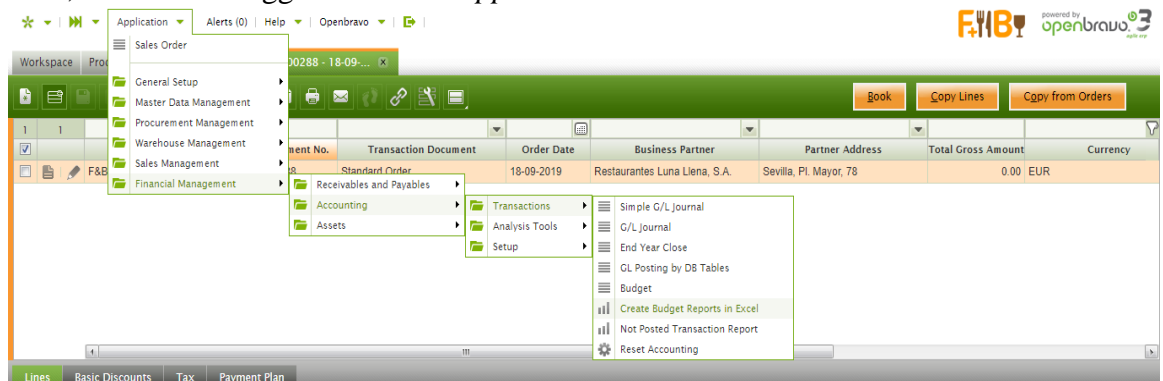 Application Alerts (0) Help Openbravo
F&B
powered by openbravo 3 agile erp
Sales Order
Workspace Proc 00288 - 18-09-... x
General Setup
Master Data Management
Procurement Management
Warehouse Management
Sales Management
Financial Management
Book Copy Lines Copy from Orders
1 1
ment No. Transaction Document Order Date Business Partner Partner Address Total Gross Amount Currency
F&B Standard Order 18-09-2019 Restaurantes Luna Llena, S.A. Sevilla, Pl. Mayor, 78 0.00 EUR
Receivables and Payables
Accounting
Assets
Transactions
Analysis Tools
Setup
Simple G/L Journal
G/L Journal
End Year Close
GL Posting by DB Tables
Budget
Create Budget Reports in Excel
Not Posted Transaction Report
Reset Accounting
Lines Basic Discounts Tax Payment Plan